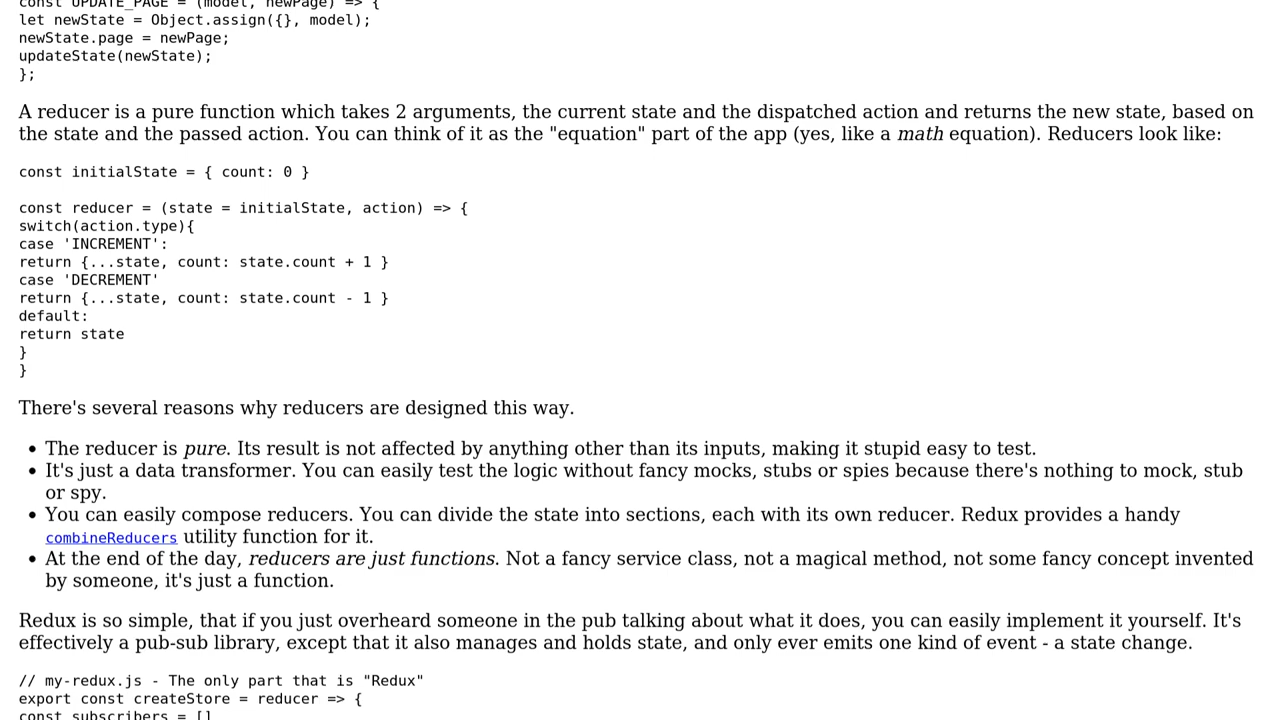 const UPDATE_PAGE = (model, newPage) => {
let newState = Object.assign({}, model);
newState.page = newPage;
updateState(newState);
};
A reducer is a pure function which takes 2 arguments, the current state and the dispatched action and returns the new state, based on
the state and the passed action. You can think of it as the "equation" part of the app (yes, like a math equation). Reducers look like:
const initialState = { count: 0 }
const reducer = (state = initialState, action) => {
switch(action.type){
case 'INCREMENT':
return {...state, count: state.count + 1 }
case 'DECREMENT'
return {...state, count: state.count - 1 }
default:
return state
}
}
There's several reasons why reducers are designed this way.
• The reducer is pure. Its result is not affected by anything other than its inputs, making it stupid easy to test.
• It's just a data transformer. You can easily test the logic without fancy mocks, stubs or spies because there's nothing to mock, stub
or spy.
• You can easily compose reducers. You can divide the state into sections, each with its own reducer. Redux provides a handy
combineReducers utility function for it.
• At the end of the day, reducers are just functions. Not a fancy service class, not a magical method, not some fancy concept invented
by someone, it's just a function.
Redux is so simple, that if you just overheard someone in the pub talking about what it does, you can easily implement it yourself. It's
effectively a pub-sub library, except that it also manages and holds state, and only ever emits one kind of event - a state change.
// my-redux.js - The only part that is "Redux"
export const createStore = reducer => {
const subscribers = []